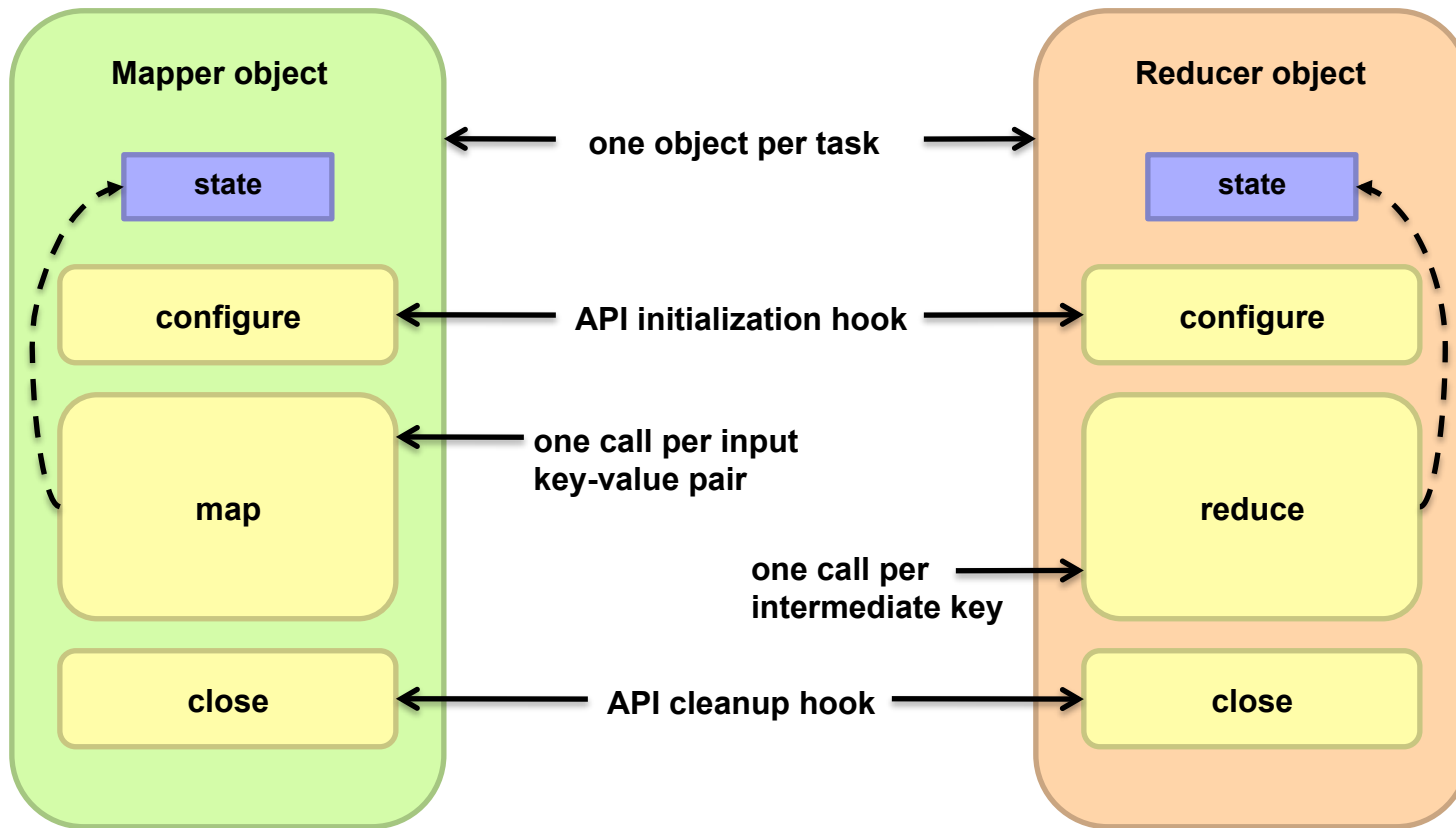 Mapper object
Reducer object
one object per task
state
state
configure
API initialization hook
configure
one call per input
key-value pair
map
reduce
one call per
intermediate key
close
API cleanup hook
close